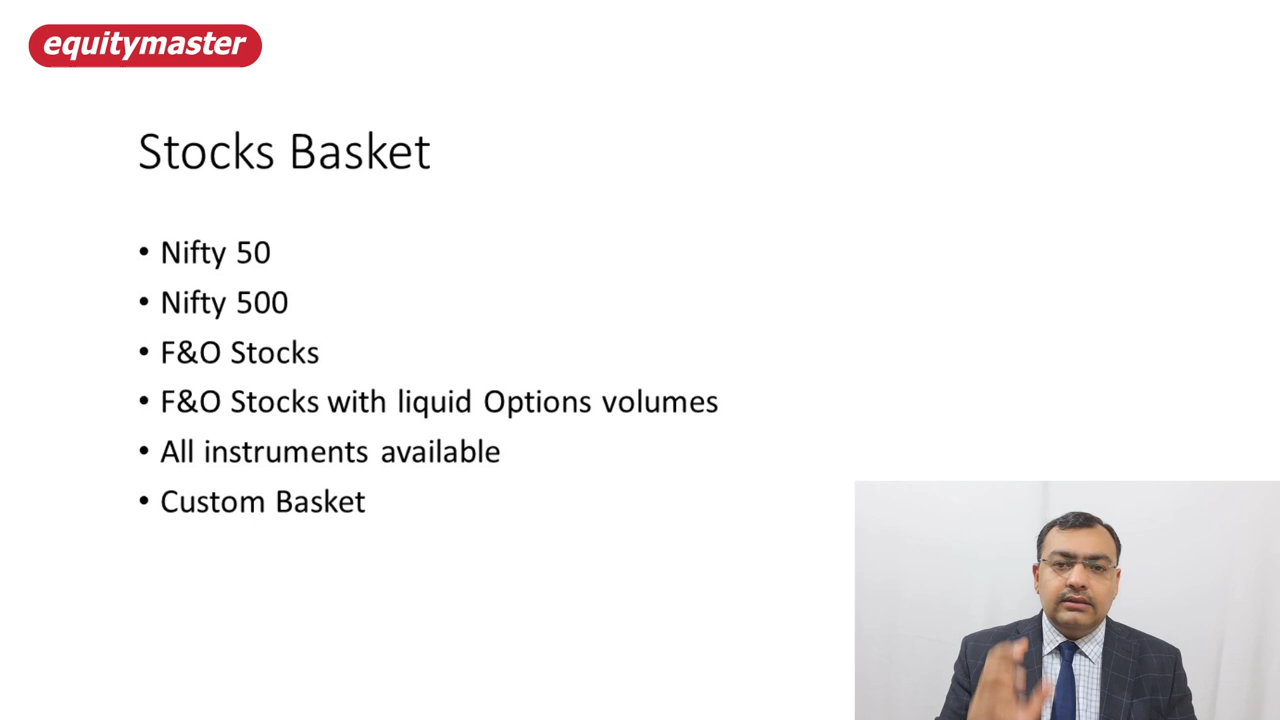 equitymaster
Stocks Basket
• Nifty 50
• Nifty 500
• F&O Stocks
• F&O Stocks with liquid Options volumes
• All instruments available
• Custom Basket